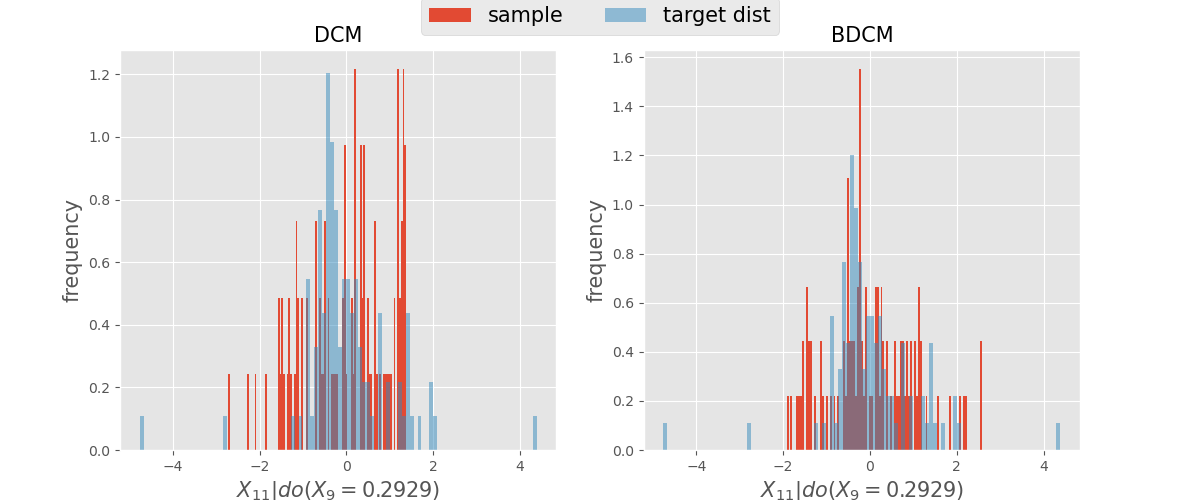 sample target dist
DCM
BDCM
frequency
1.2
1.0
0.8
0.6
0.4
0.2
0.0
−4 −2 0 2 4
X₁₁|do(X₉ = 0.2929)
frequency
1.6
1.4
1.2
1.0
0.8
0.6
0.4
0.2
0.0
−4 −2 0 2 4
X₁₁|do(X₉ = 0.2929)